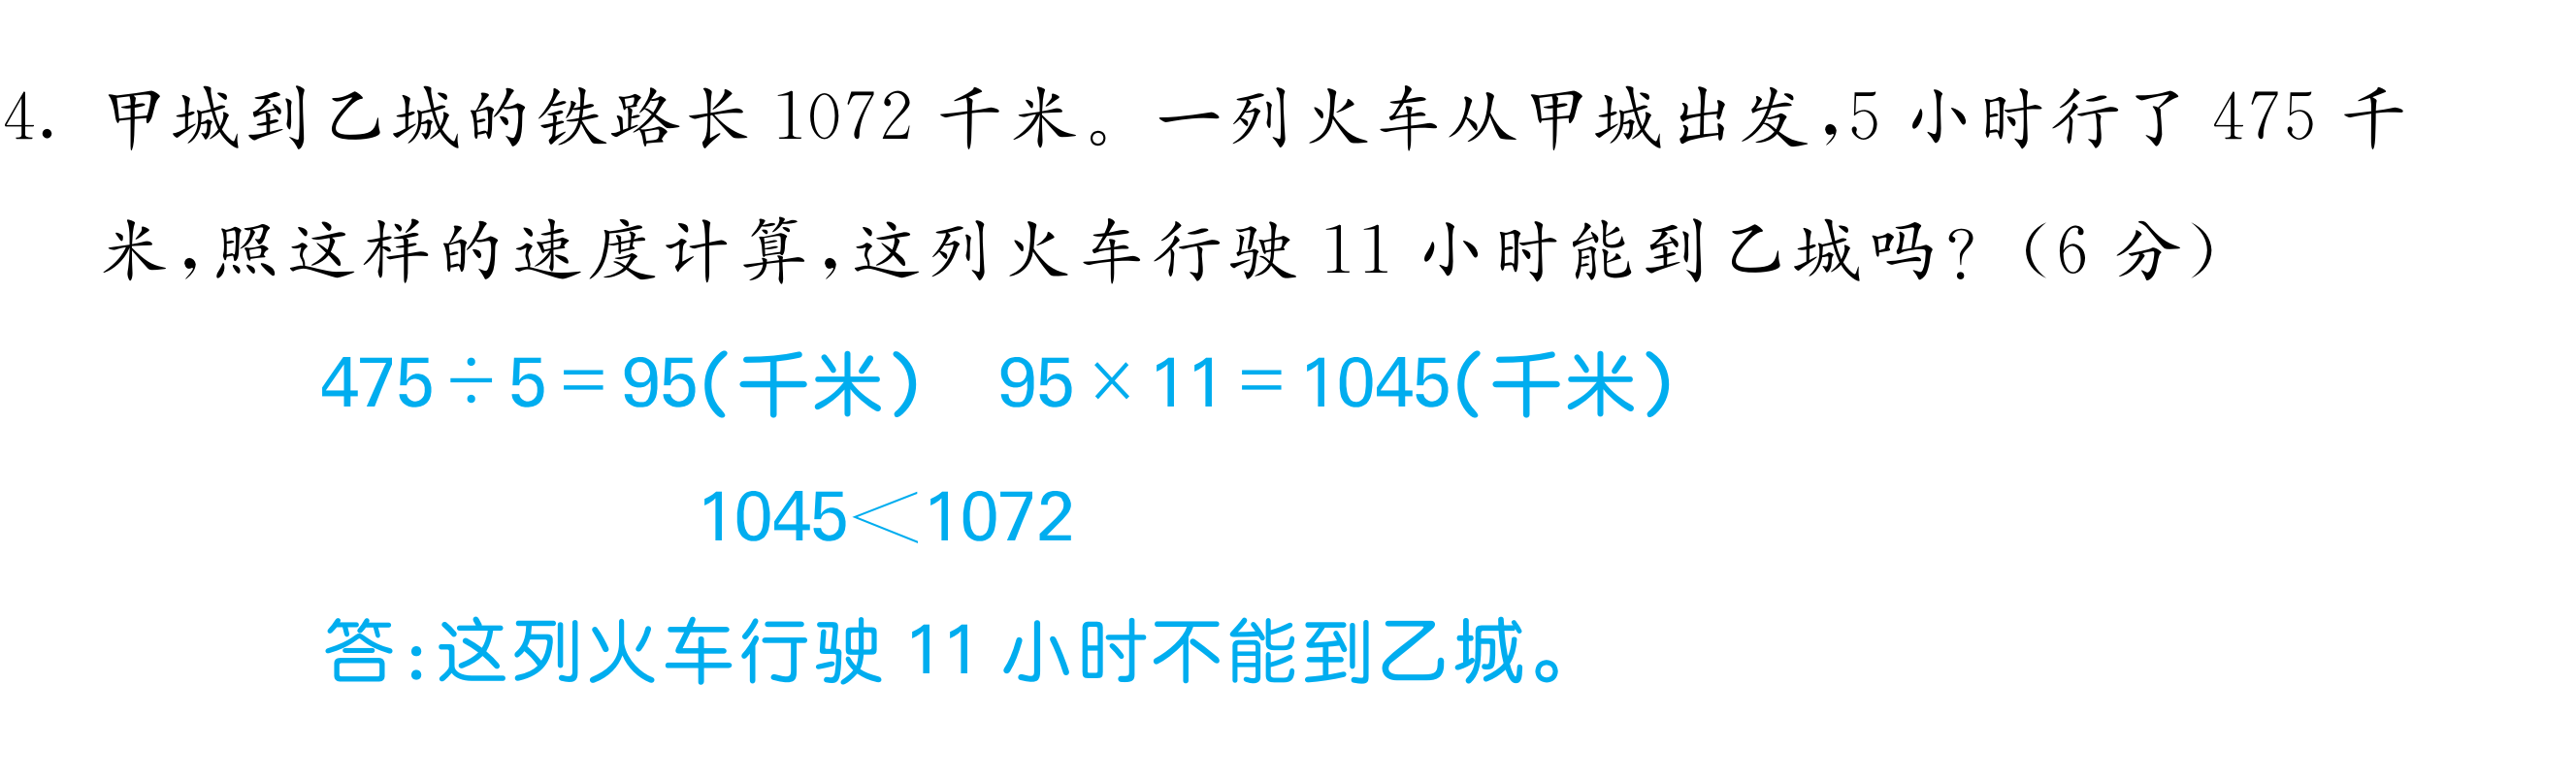 4. 甲城到乙城的铁路长 1072 千米。一列火车从甲城出发,5 小时行了 475 千
米,照这样的速度计算,这列火车行驶 11 小时能到乙城吗?(6 分)
475÷5=95(千米) 95×11=1045(千米)
1045<1072
答:这列火车行驶 11 小时不能到乙城。